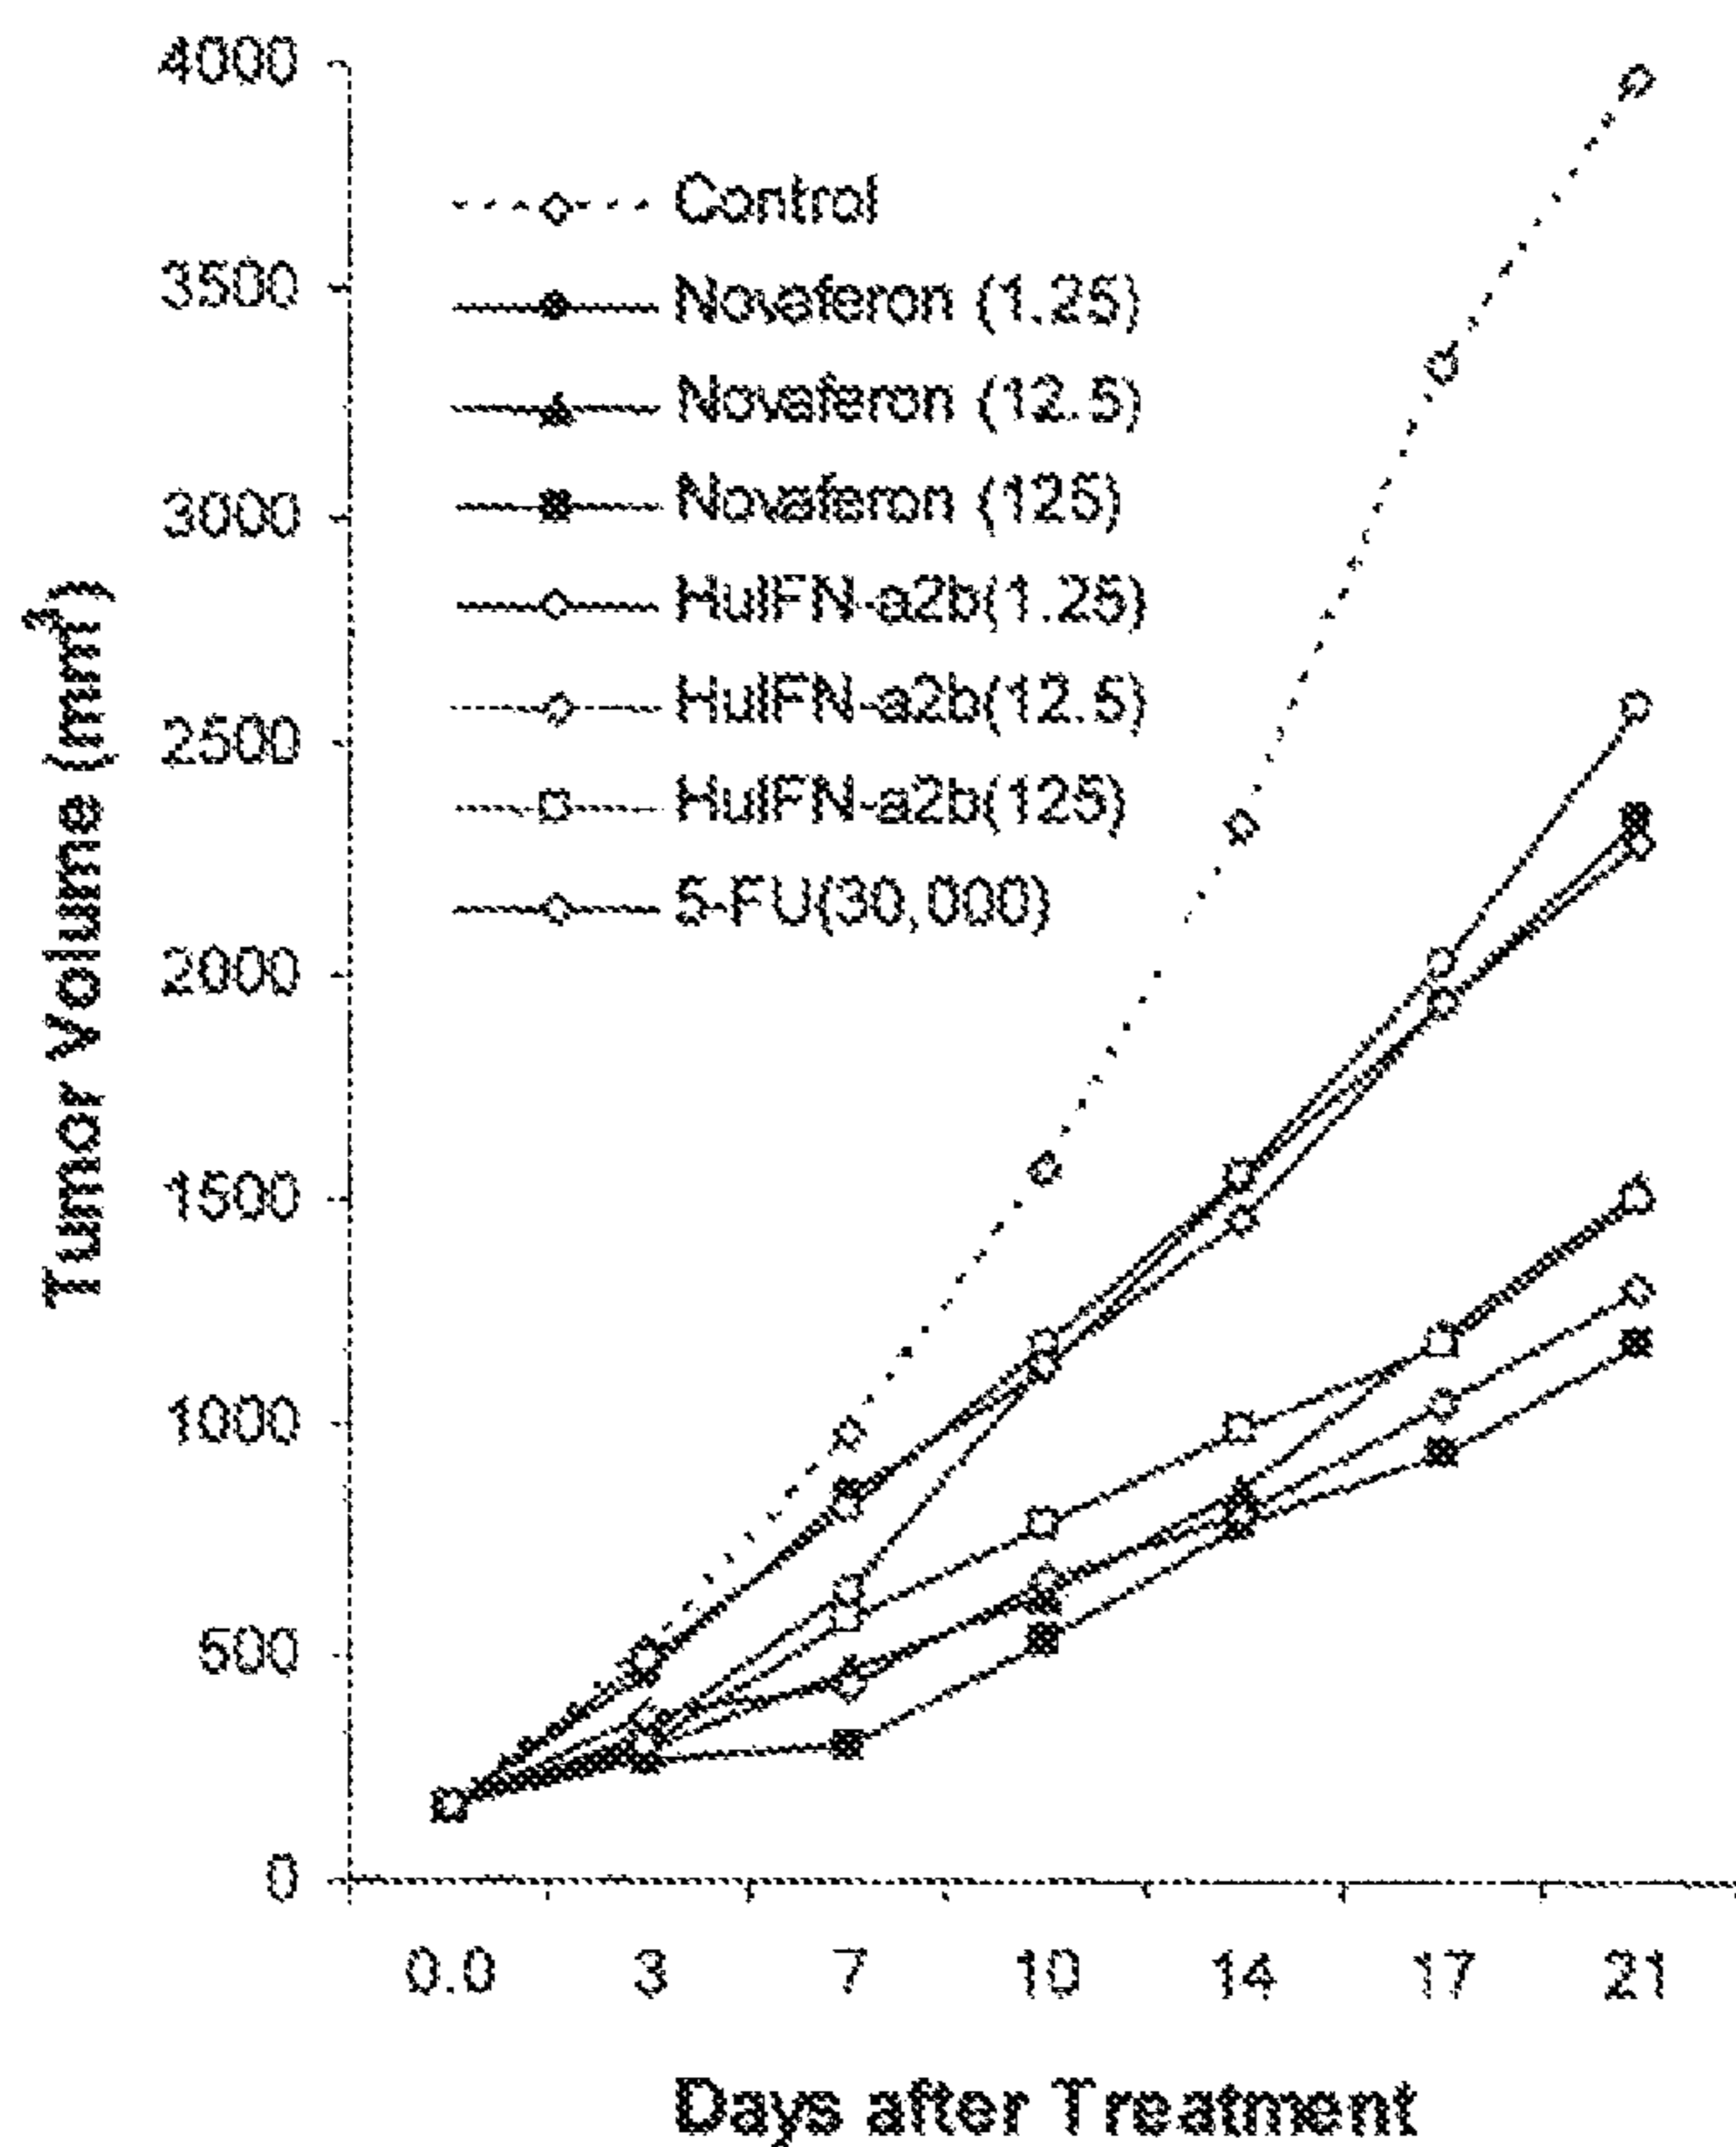 4000
3500
3000
2500
2000
1500
1000
500
0
Tumor Volume (mm³)
Control
Novaferon (1.25)
Novaferon (12.5)
Novaferon (125)
HuIFN-a2b(1.25)
HuIFN-a2b(12.5)
HuIFN-a2b(125)
5-FU(30,000)
0.0 3 7 10 14 17 21
Days after Treatment